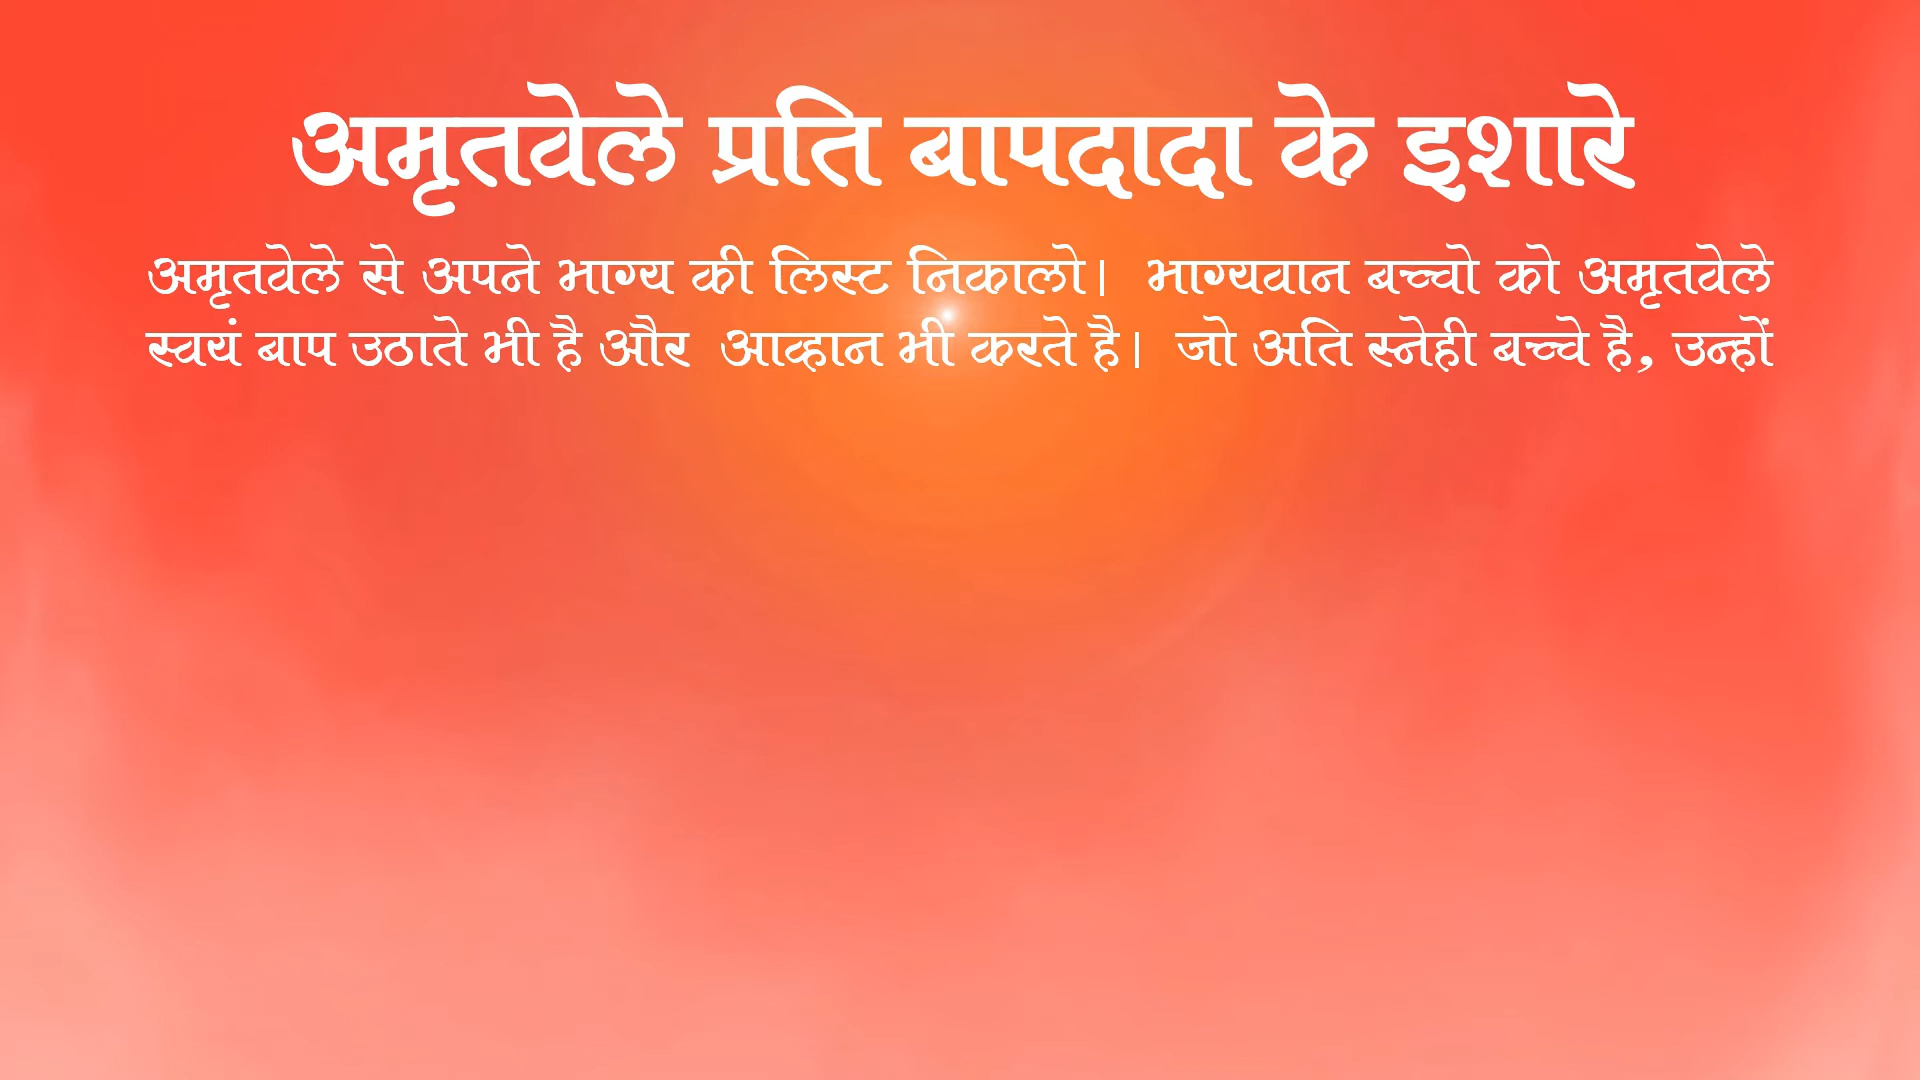 अमृतवेले प्रति बापदादा के इशारे
अमृतवेले से अपने भाग्य की लिस्ट निकालो। भाग्यवान बच्चो को अमृतवेले
स्वयं बाप उठाते भी है और आव्हान भी करते है। जो अति स्नेही बच्चे है, उन्हों